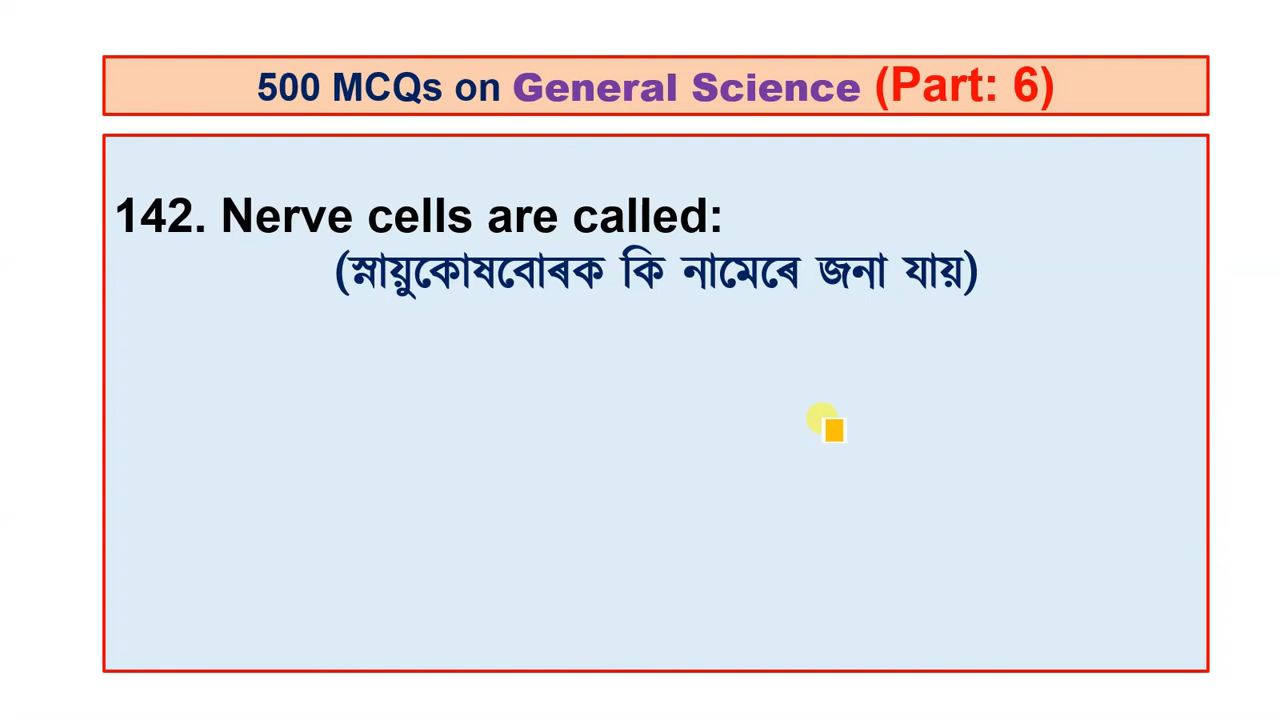 500 MCQs on General Science (Part: 6)
142. Nerve cells are called:
(স্নায়ুকোষবোৰক কি নামেৰে জনা যায়)